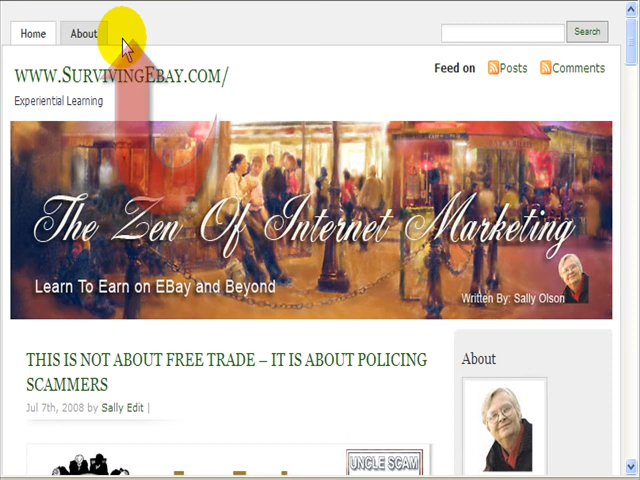 Home
About
Search
www.SurvivingEbay.com/
Feed on Posts Comments
Experiential Learning
The Zen Of Internet Marketing
Learn To Earn on EBay and Beyond
Written By: Sally Olson
THIS IS NOT ABOUT FREE TRADE – IT IS ABOUT POLICING
SCAMMERS
Jul 7th, 2008 by Sally Edit |
About
UNCLE SCAM